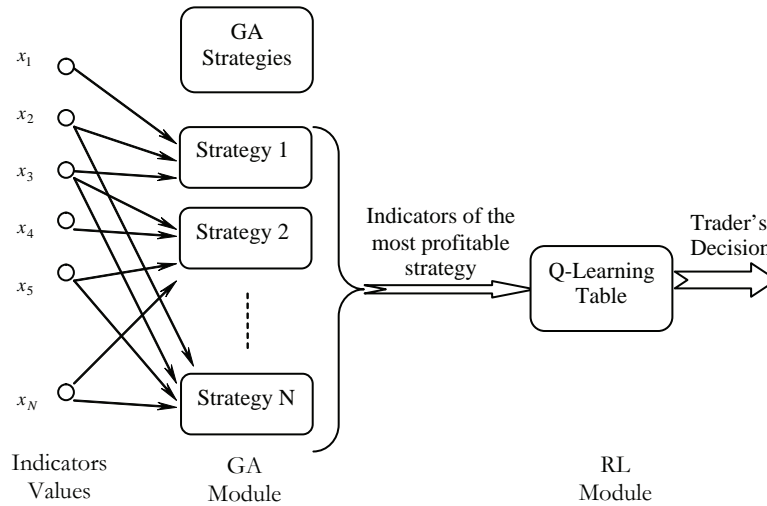 GA
Strategies
x1
x2
x3
x4
x5
xN
Strategy 1
Strategy 2
Strategy N
Indicators of the
most profitable
strategy
Q-Learning
Table
Trader's
Decision
Indicators
Values
GA
Module
RL
Module